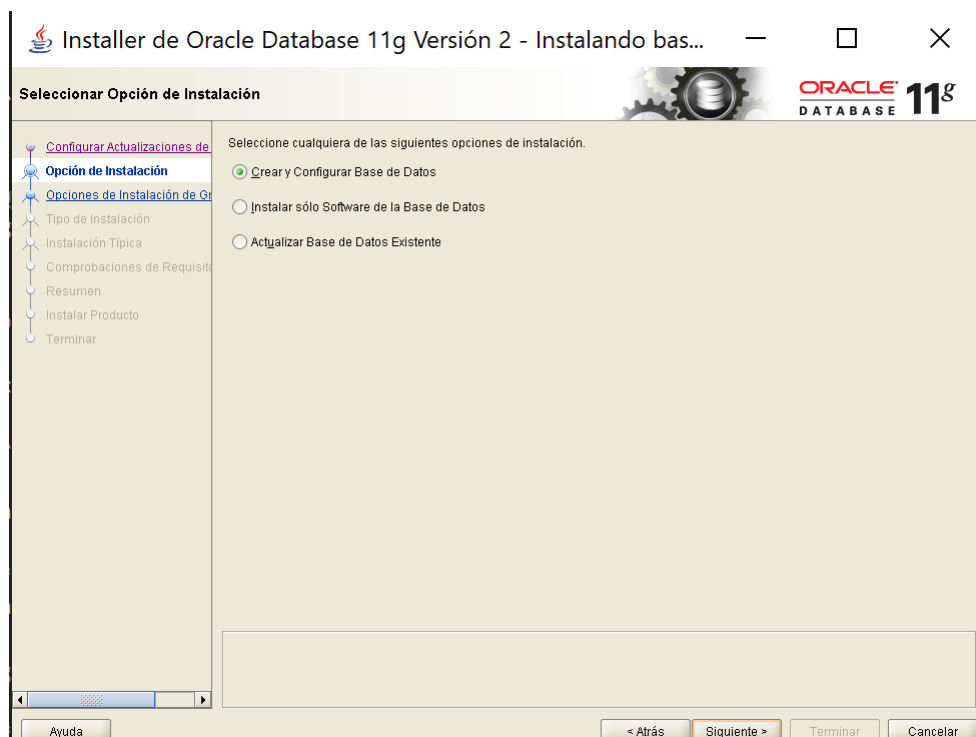 Installer de Oracle Database 11g Versión 2 - Instalando bas...
Seleccionar Opción de Instalación
ORACLE 11g
DATABASE
Configurar Actualizaciones de
Opción de Instalación
Opciones de Instalación de Gr
Tipo de Instalación
Instalación Típica
Comprobaciones de Requisito
Resumen
Instalar Producto
Terminar
Seleccione cualquiera de las siguientes opciones de instalación.
Crear y Configurar Base de Datos
Instalar sólo Software de la Base de Datos
Actualizar Base de Datos Existente
Ayuda
< Atrás
Siguiente >
Terminar
Cancelar